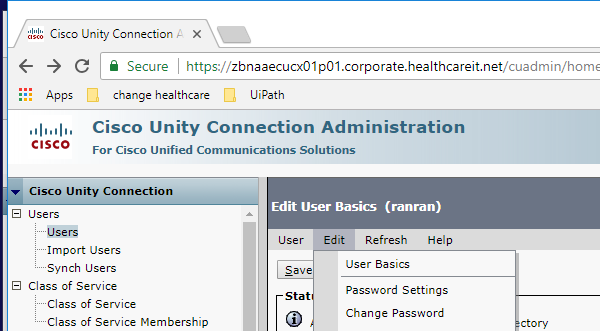 Cisco Unity Connection A
Secure https://zbnaaecucx01p01.corporate.healthcareit.net/cuadmin/home
Apps change healthcare UiPath
Cisco Unity Connection Administration
CISCO For Cisco Unified Communications Solutions
Cisco Unity Connection
Edit User Basics (ranran)
Users
Users
Import Users
Synch Users
Class of Service
Class of Service
Class of Service Membership
User Edit Refresh Help
Save
User Basics
Password Settings
Change Password
Statu
ectory